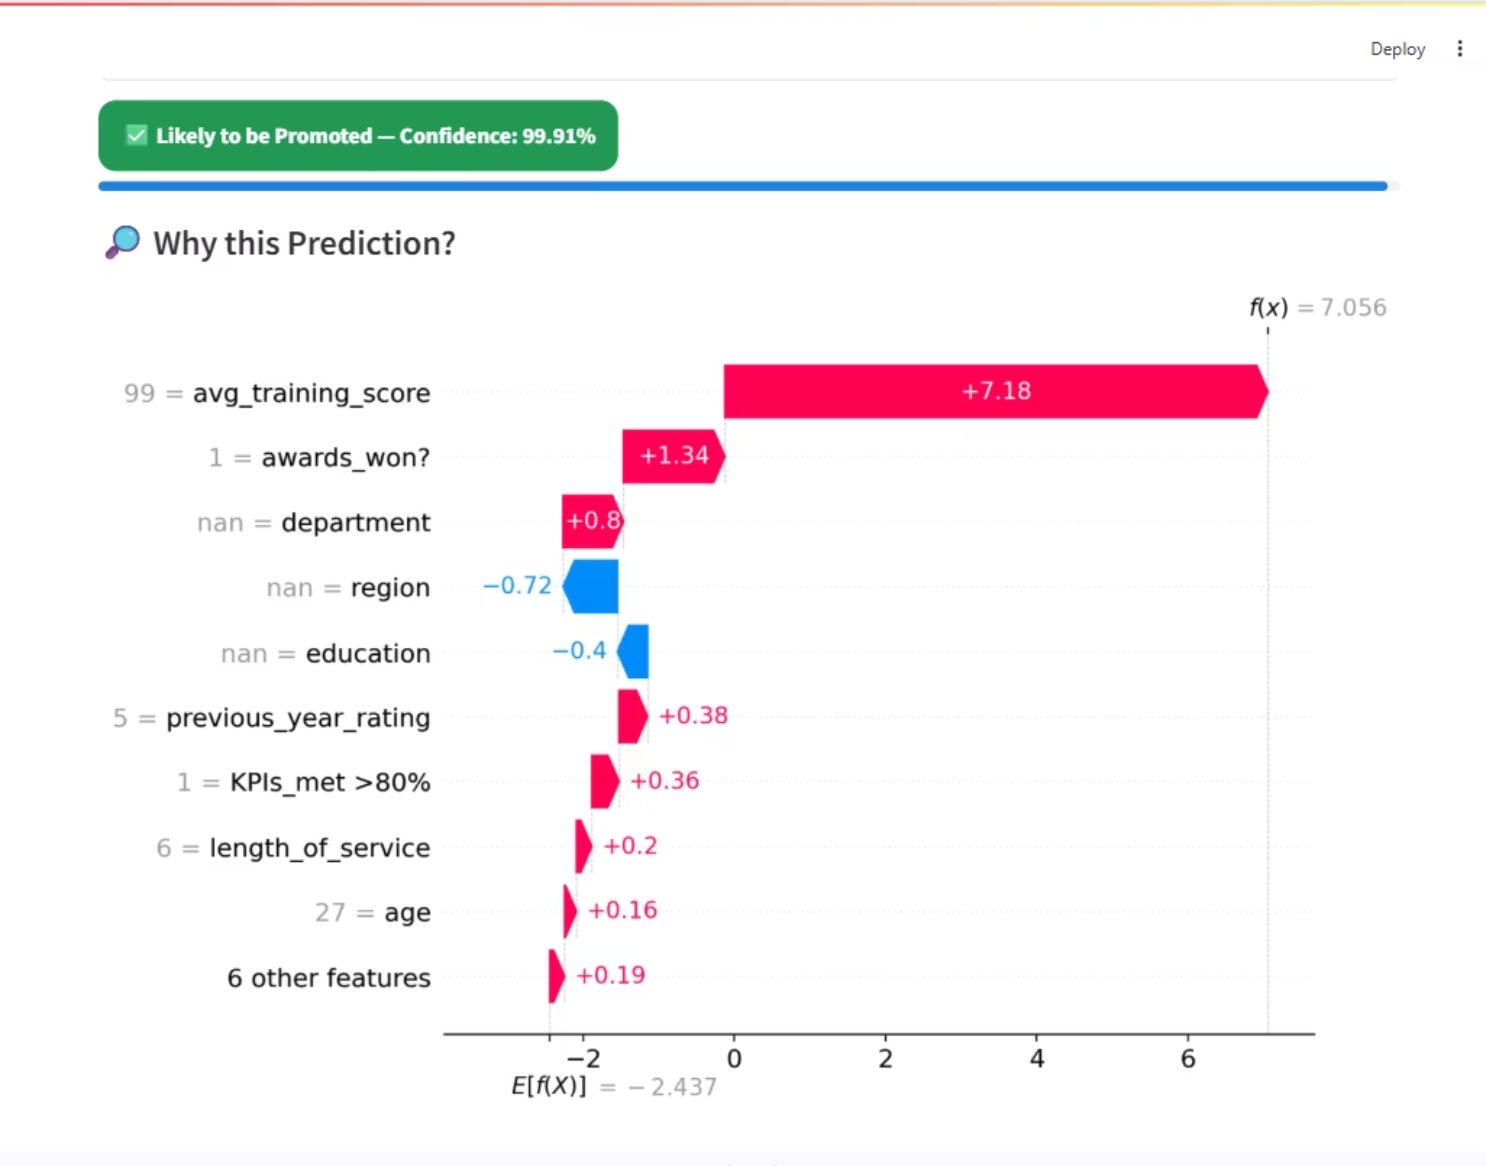 Deploy
✅ Likely to be Promoted — Confidence: 99.91%
🔎 Why this Prediction?
f(x) = 7.056
99 = avg_training_score +7.18
1 = awards_won? +1.34
nan = department +0.8
nan = region −0.72
nan = education −0.4
5 = previous_year_rating +0.38
1 = KPIs_met >80% +0.36
6 = length_of_service +0.2
27 = age +0.16
6 other features +0.19
−2 0 2 4 6
E[f(X)] = −2.437